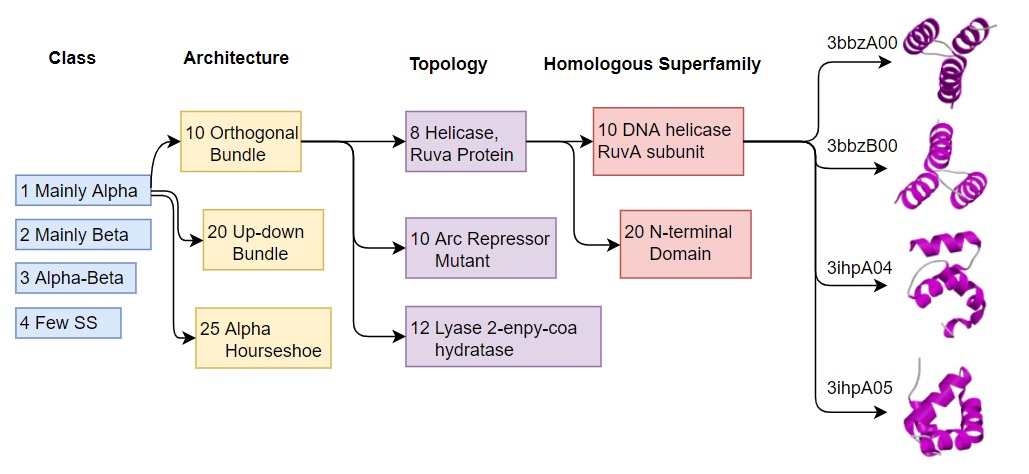 Class
Architecture
Topology
Homologous Superfamily
1 Mainly Alpha
2 Mainly Beta
3 Alpha-Beta
4 Few SS
10 Orthogonal
Bundle
20 Up-down
Bundle
25 Alpha
Hourseshoe
8 Helicase,
Ruva Protein
10 Arc Repressor
Mutant
12 Lyase 2-enpy-coa
hydratase
10 DNA helicase
RuvA subunit
20 N-terminal
Domain
3bbzA00
3bbzB00
3ihpA04
3ihpA05